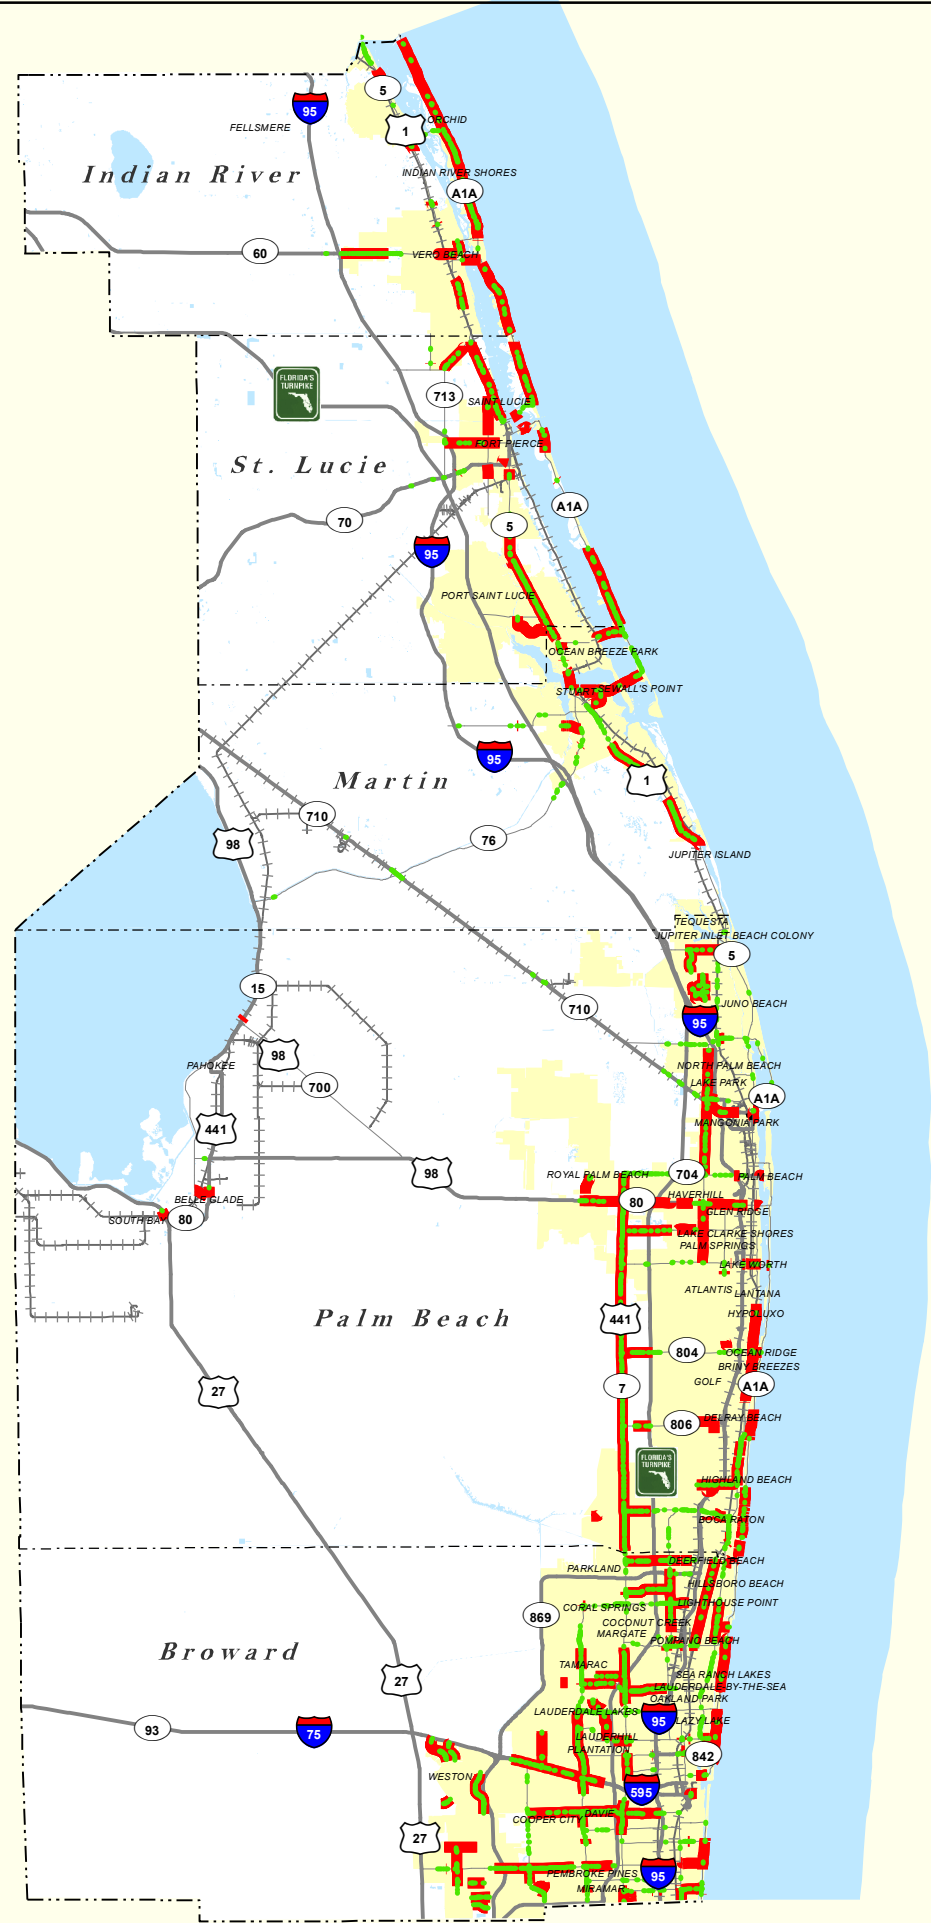 5
95
ORCHID
1
FELLSMERE
Indian River
INDIAN RIVER SHORES
A1A
60
VERO BEACH
FLORIDA'S
TURNPIKE
713
SAINT LUCIE
FORT PIERCE
St. Lucie
A1A
70
5
95
PORT SAINT LUCIE
OCEAN BREEZE PARK
STUART
SEWALL'S POINT
95
Martin
1
710
76
98
JUPITER ISLAND
TEQUESTA
JUPITER INLET BEACH COLONY
5
15
710
JUNO BEACH
95
98
PAHOKEE
NORTH PALM BEACH
LAKE PARK
700
A1A
441
MANGONIA PARK
98
ROYAL PALM BEACH
704
PALM BEACH
BELLE GLADE
80
HAVERHILL
GLEN RIDGE
SOUTH BAY
80
LAKE CLARKE SHORES
PALM SPRINGS
LAKE WORTH
ATLANTIS
LANTANA
HYPOLUXO
Palm Beach
441
804
OCEAN RIDGE
BRINY BREEZES
GOLF
7
A1A
27
806
DELRAY BEACH
FLORIDA'S
TURNPIKE
HIGHLAND BEACH
BOCA RATON
PARKLAND
DEERFIELD BEACH
HILLSBORO BEACH
869
CORAL SPRINGS
LIGHTHOUSE POINT
COCONUT CREEK
MARGATE
POMPANO BEACH
Broward
TAMARAC
SEA RANCH LAKES
27
LAUDERDALE-BY-THE-SEA
OAKLAND PARK
LAUDERDALE LAKES
95
LAZY LAKE
93
75
LAUDERHILL
PLANTATION
842
WESTON
595
COOPER CITY
DAVIE
27
PEMBROKE PINES
95
MIRAMAR